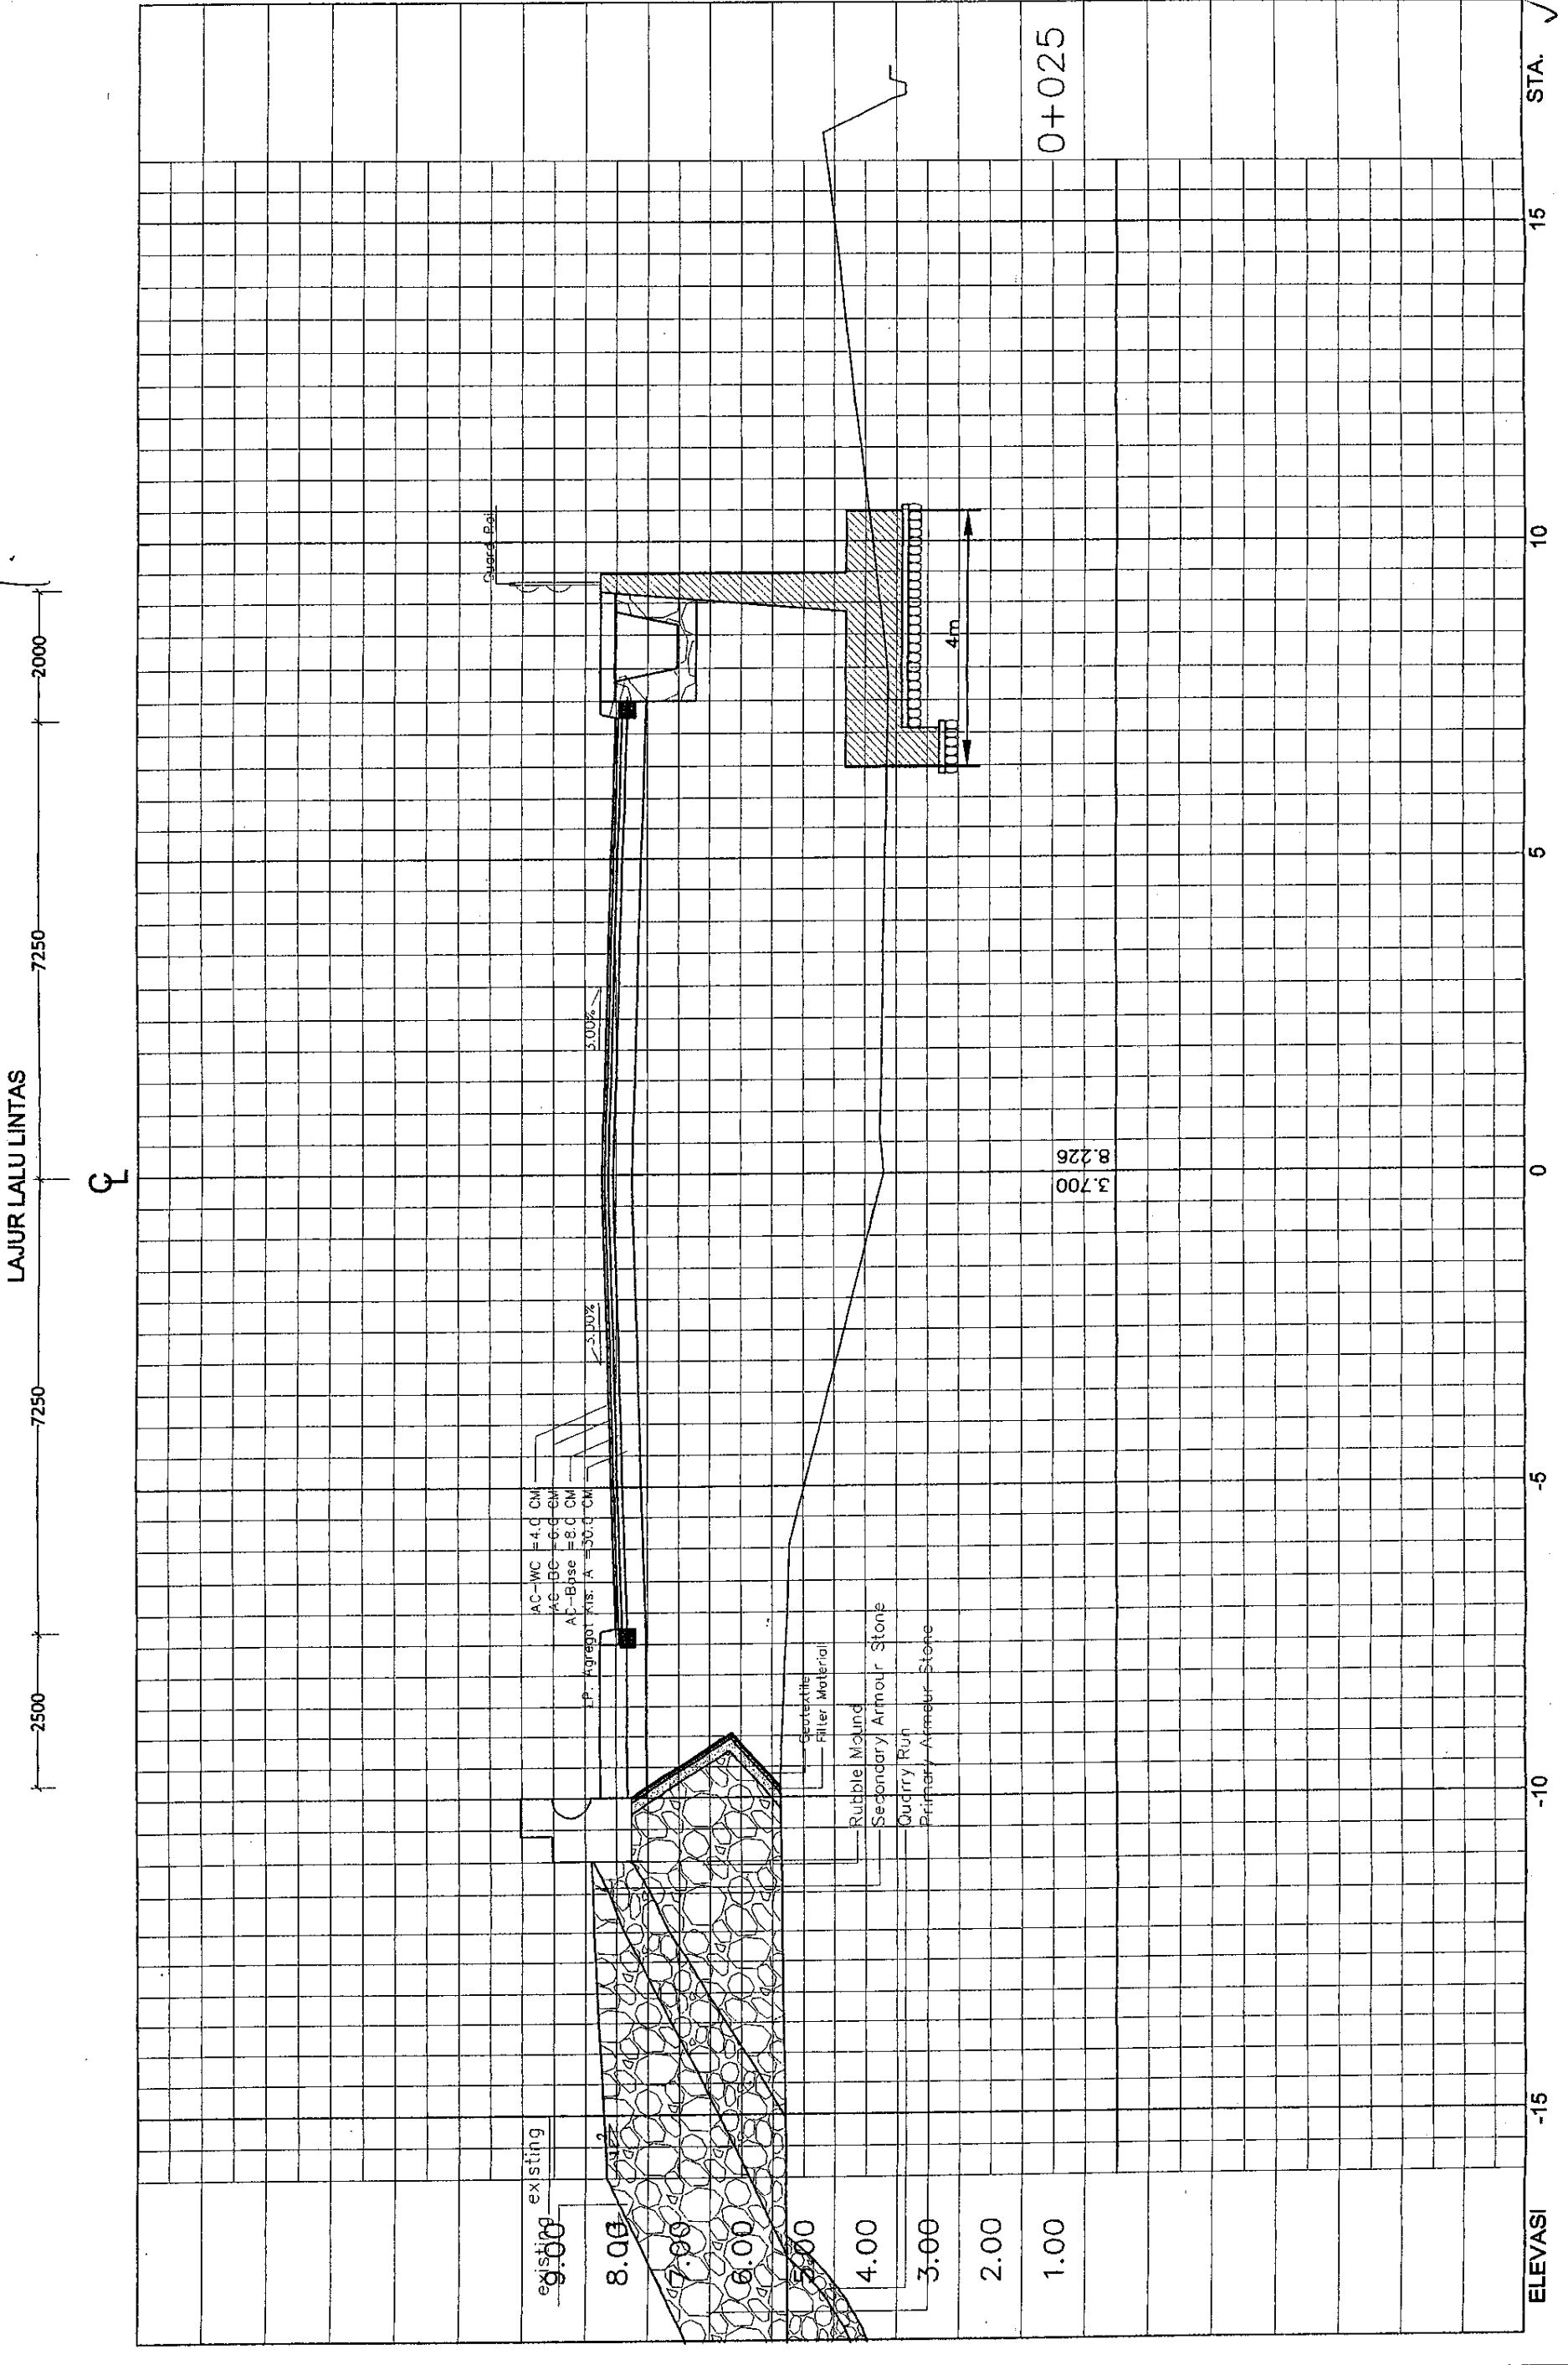 LAJUR LALU LINTAS
2500
7250
7250
2000
CL
existing
existing
AC-WC =4.0 CM
AC-BC =6.0 CM
AC-Base =8.0 CM
LP. Agregat Kls. A =30.0 CM
3.00%
3.00%
Geotextile
Filter Material
Rubble Mound
Secondary Armour Stone
Quarry Run
Primary Armour Stone
4m
9.00
8.00
7.00
6.00
5.00
4.00
3.00
2.00
1.00
3.700
8.226
0+025
ELEVASI
-15
-10
-5
0
5
10
15
STA.